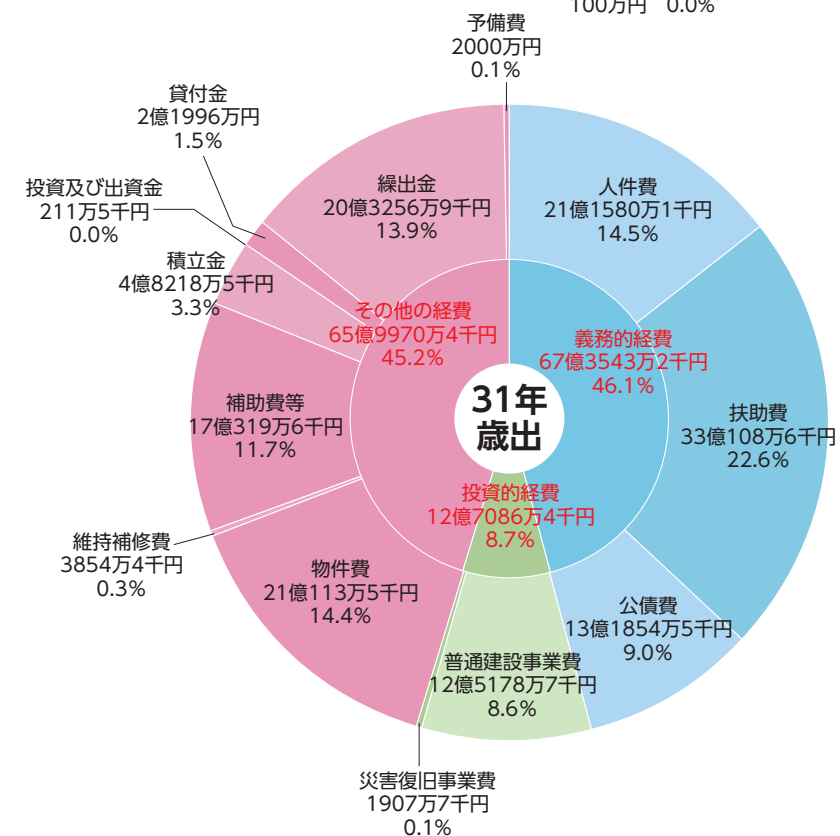 100万円 0.0%
予備費
2000万円
0.1%
貸付金
2億1996万円
1.5%
投資及び出資金
211万5千円
0.0%
積立金
4億8218万5千円
3.3%
繰出金
20億3256万9千円
13.9%
人件費
21億1580万1千円
14.5%
その他の経費
65億9970万4千円
45.2%
義務的経費
67億3543万2千円
46.1%
31年
歳出
扶助費
33億108万6千円
22.6%
補助費等
17億319万6千円
11.7%
投資的経費
12億7086万4千円
8.7%
維持補修費
3854万4千円
0.3%
物件費
21億113万5千円
14.4%
公債費
13億1854万5千円
9.0%
普通建設事業費
12億5178万7千円
8.6%
災害復旧事業費
1907万7千円
0.1%